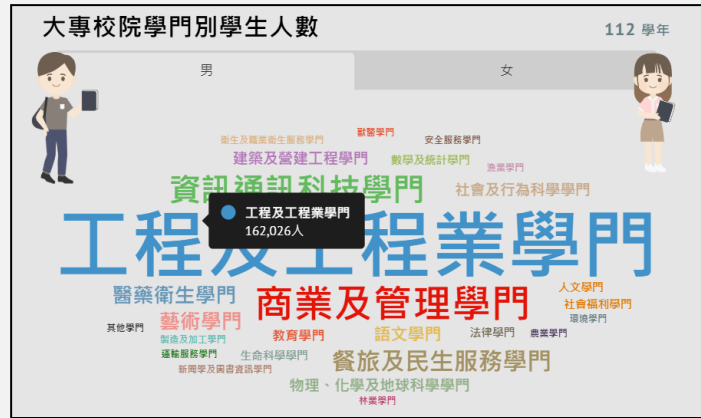 大專校院學門別學生人數
112 學年
男
女
獸醫學門
衛生及職業衛生服務學門
安全服務學門
建築及營建工程學門
數學及統計學門
漁業學門
資訊通訊科技學門
社會及行為科學學門
工程及工程業學門
162,026人
工程及工程業學門
醫藥衛生學門
商業及管理學門
人文學門
社會福利學門
環境學門
其他學門
藝術學門
教育學門
語文學門
法律學門
農業學門
製造及加工學門
運輸服務學門
生命科學學門
餐旅及民生服務學門
新聞學及圖書資訊學門
物理、化學及地球科學學門
林業學門